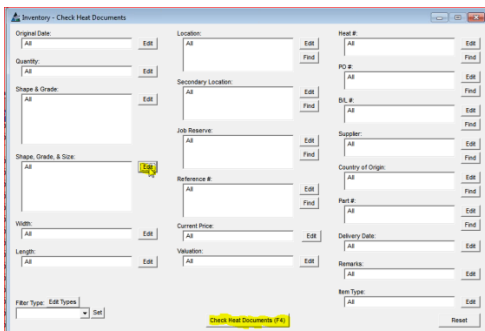 Inventory - Check Heat Documents
Original Date:
All Edit
Quantity:
All Edit
Shape & Grade:
All Edit
Shape, Grade, & Size:
All Edit
Width:
All Edit
Length:
All Edit
Filter Type: Edit Types
Set
Location:
All Edit
Find
Secondary Location:
All Edit
Find
Job Reserve:
All Edit
Find
Reference #:
All Edit
Find
Current Price:
All Edit
Valuation:
All Edit
Check Heat Documents (F4)
Heat #:
All Edit
Find
PO #:
All Edit
Find
B/L #:
All Edit
Find
Supplier:
All Edit
Find
Country of Origin:
All Edit
Find
Part #:
All Edit
Find
Delivery Date:
All Edit
Remarks:
All Edit
Item Type:
All Edit
Reset